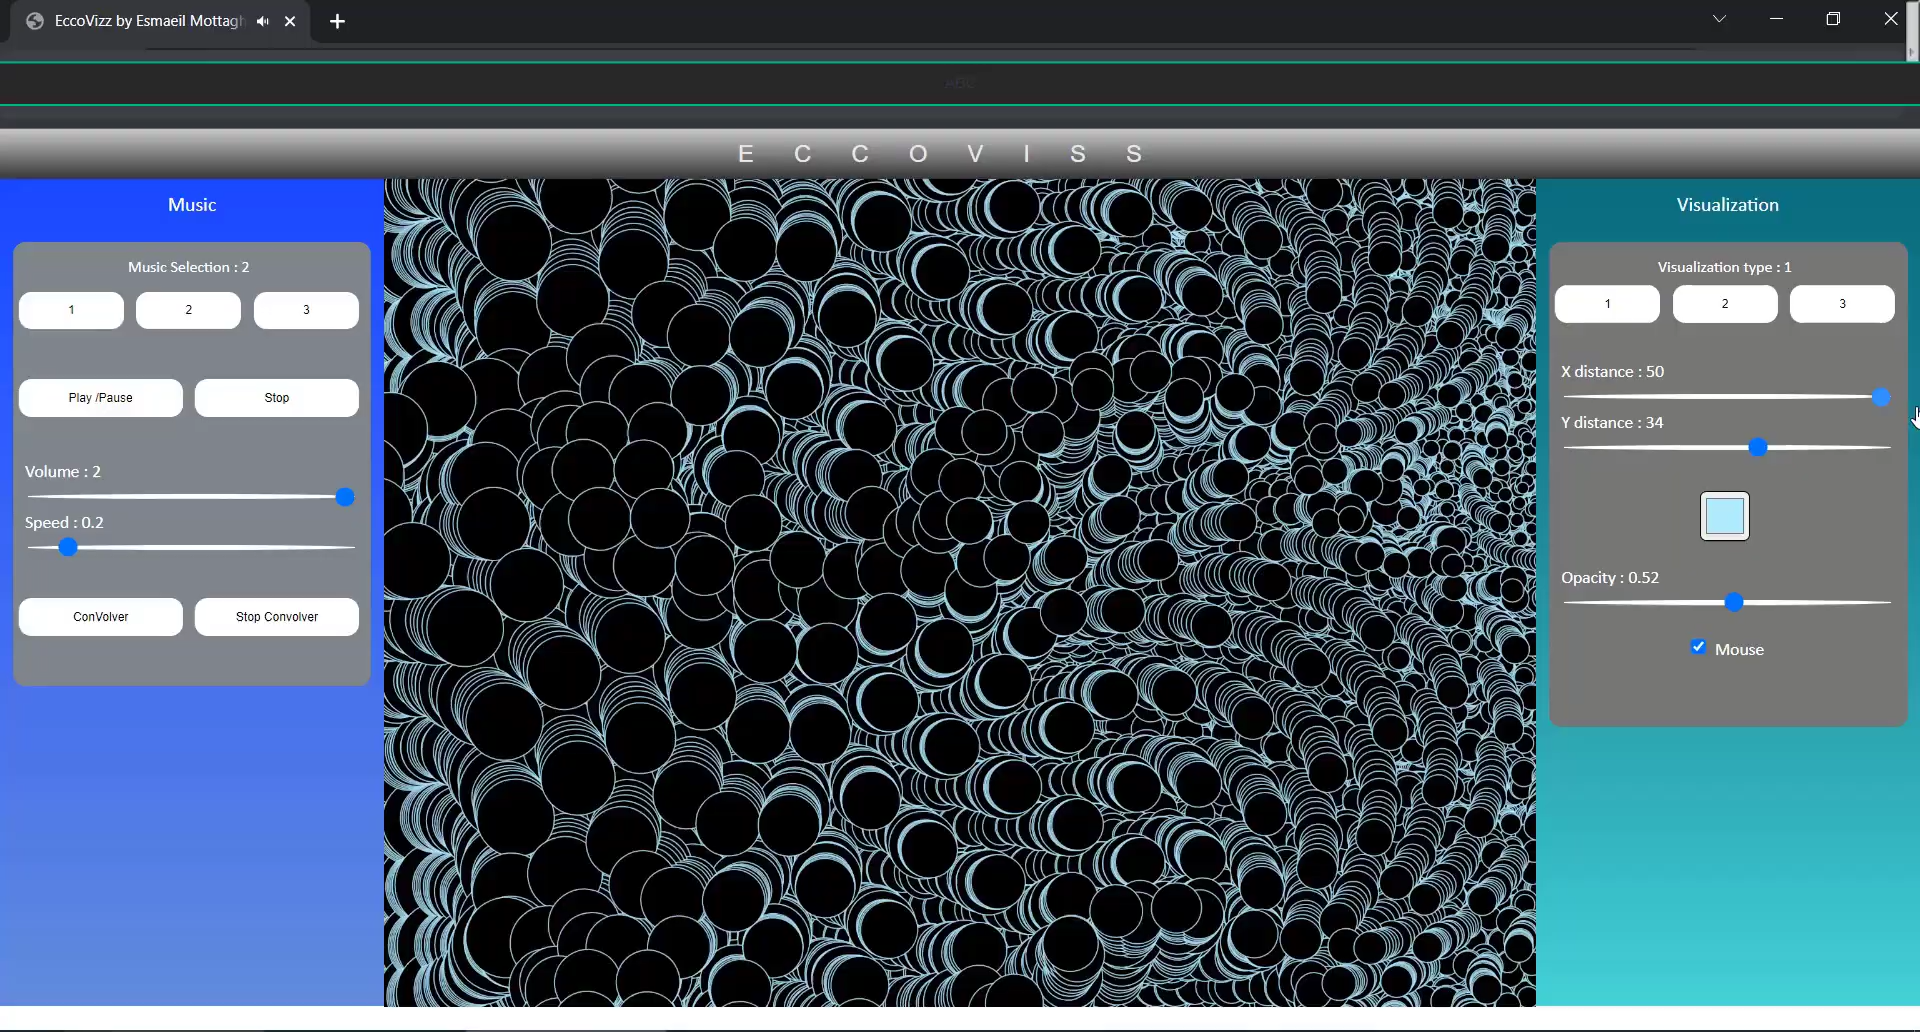 EccoVizz by Esmaeil Mottagh
ABC
E C C O V I S S
Music
Music Selection : 2
1 2 3
Play /Pause Stop
Volume : 2
Speed : 0.2
ConVolver Stop Convolver
Visualization
Visualization type : 1
1 2 3
X distance : 50
Y distance : 34
Opacity : 0.52
Mouse